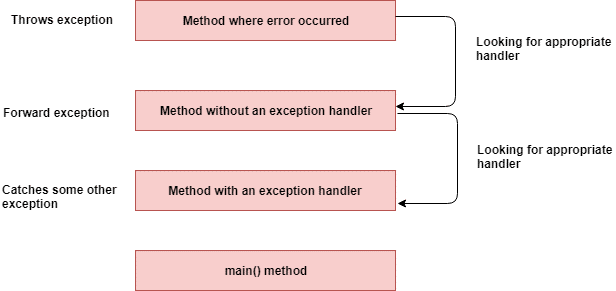 Throws exception
Method where error occurred
Looking for appropriate
handler
Forward exception
Method without an exception handler
Looking for appropriate
handler
Catches some other
exception
Method with an exception handler
main() method